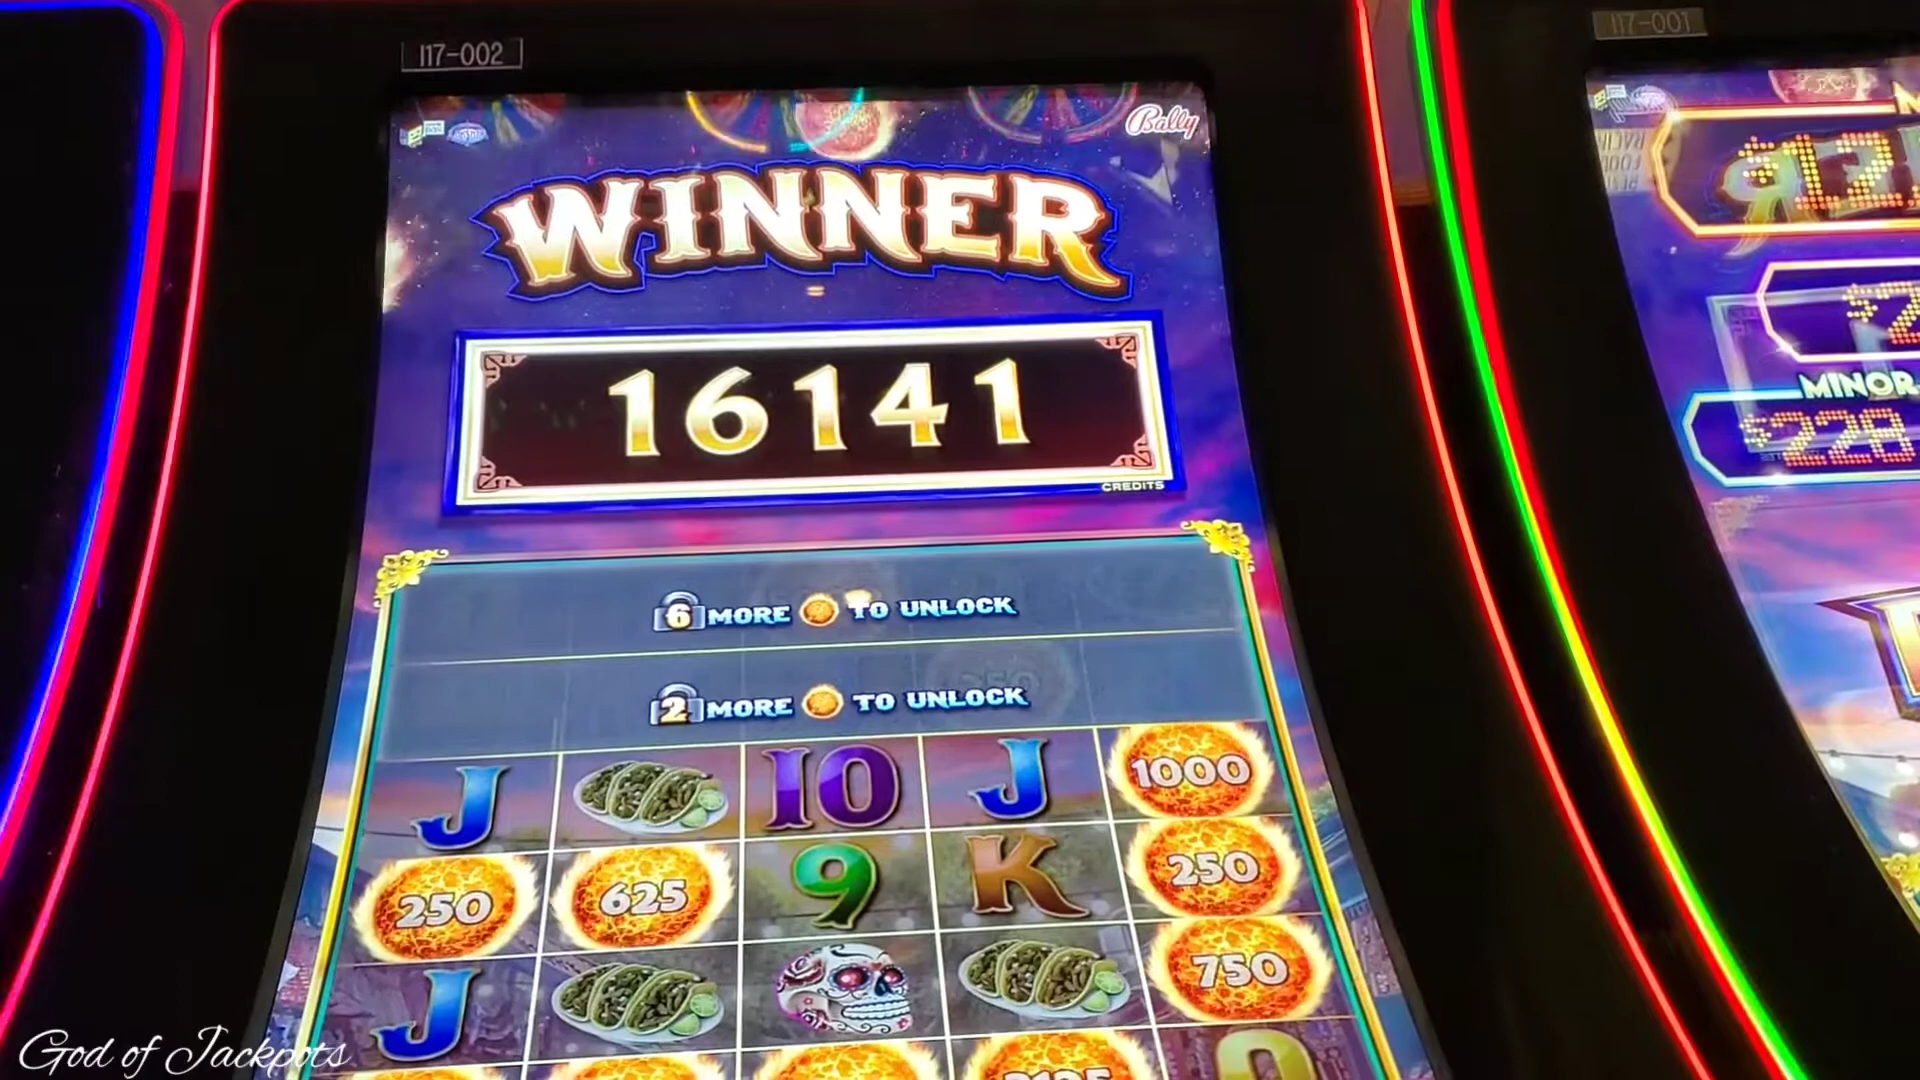 I17-002
I17-001
Bally
WINNER
=
16141
CREDITS
MINOR
$228
6 MORE TO UNLOCK
2 MORE TO UNLOCK
J
10
J
1000
250
625
9
K
250
J
750
God of Jackpots